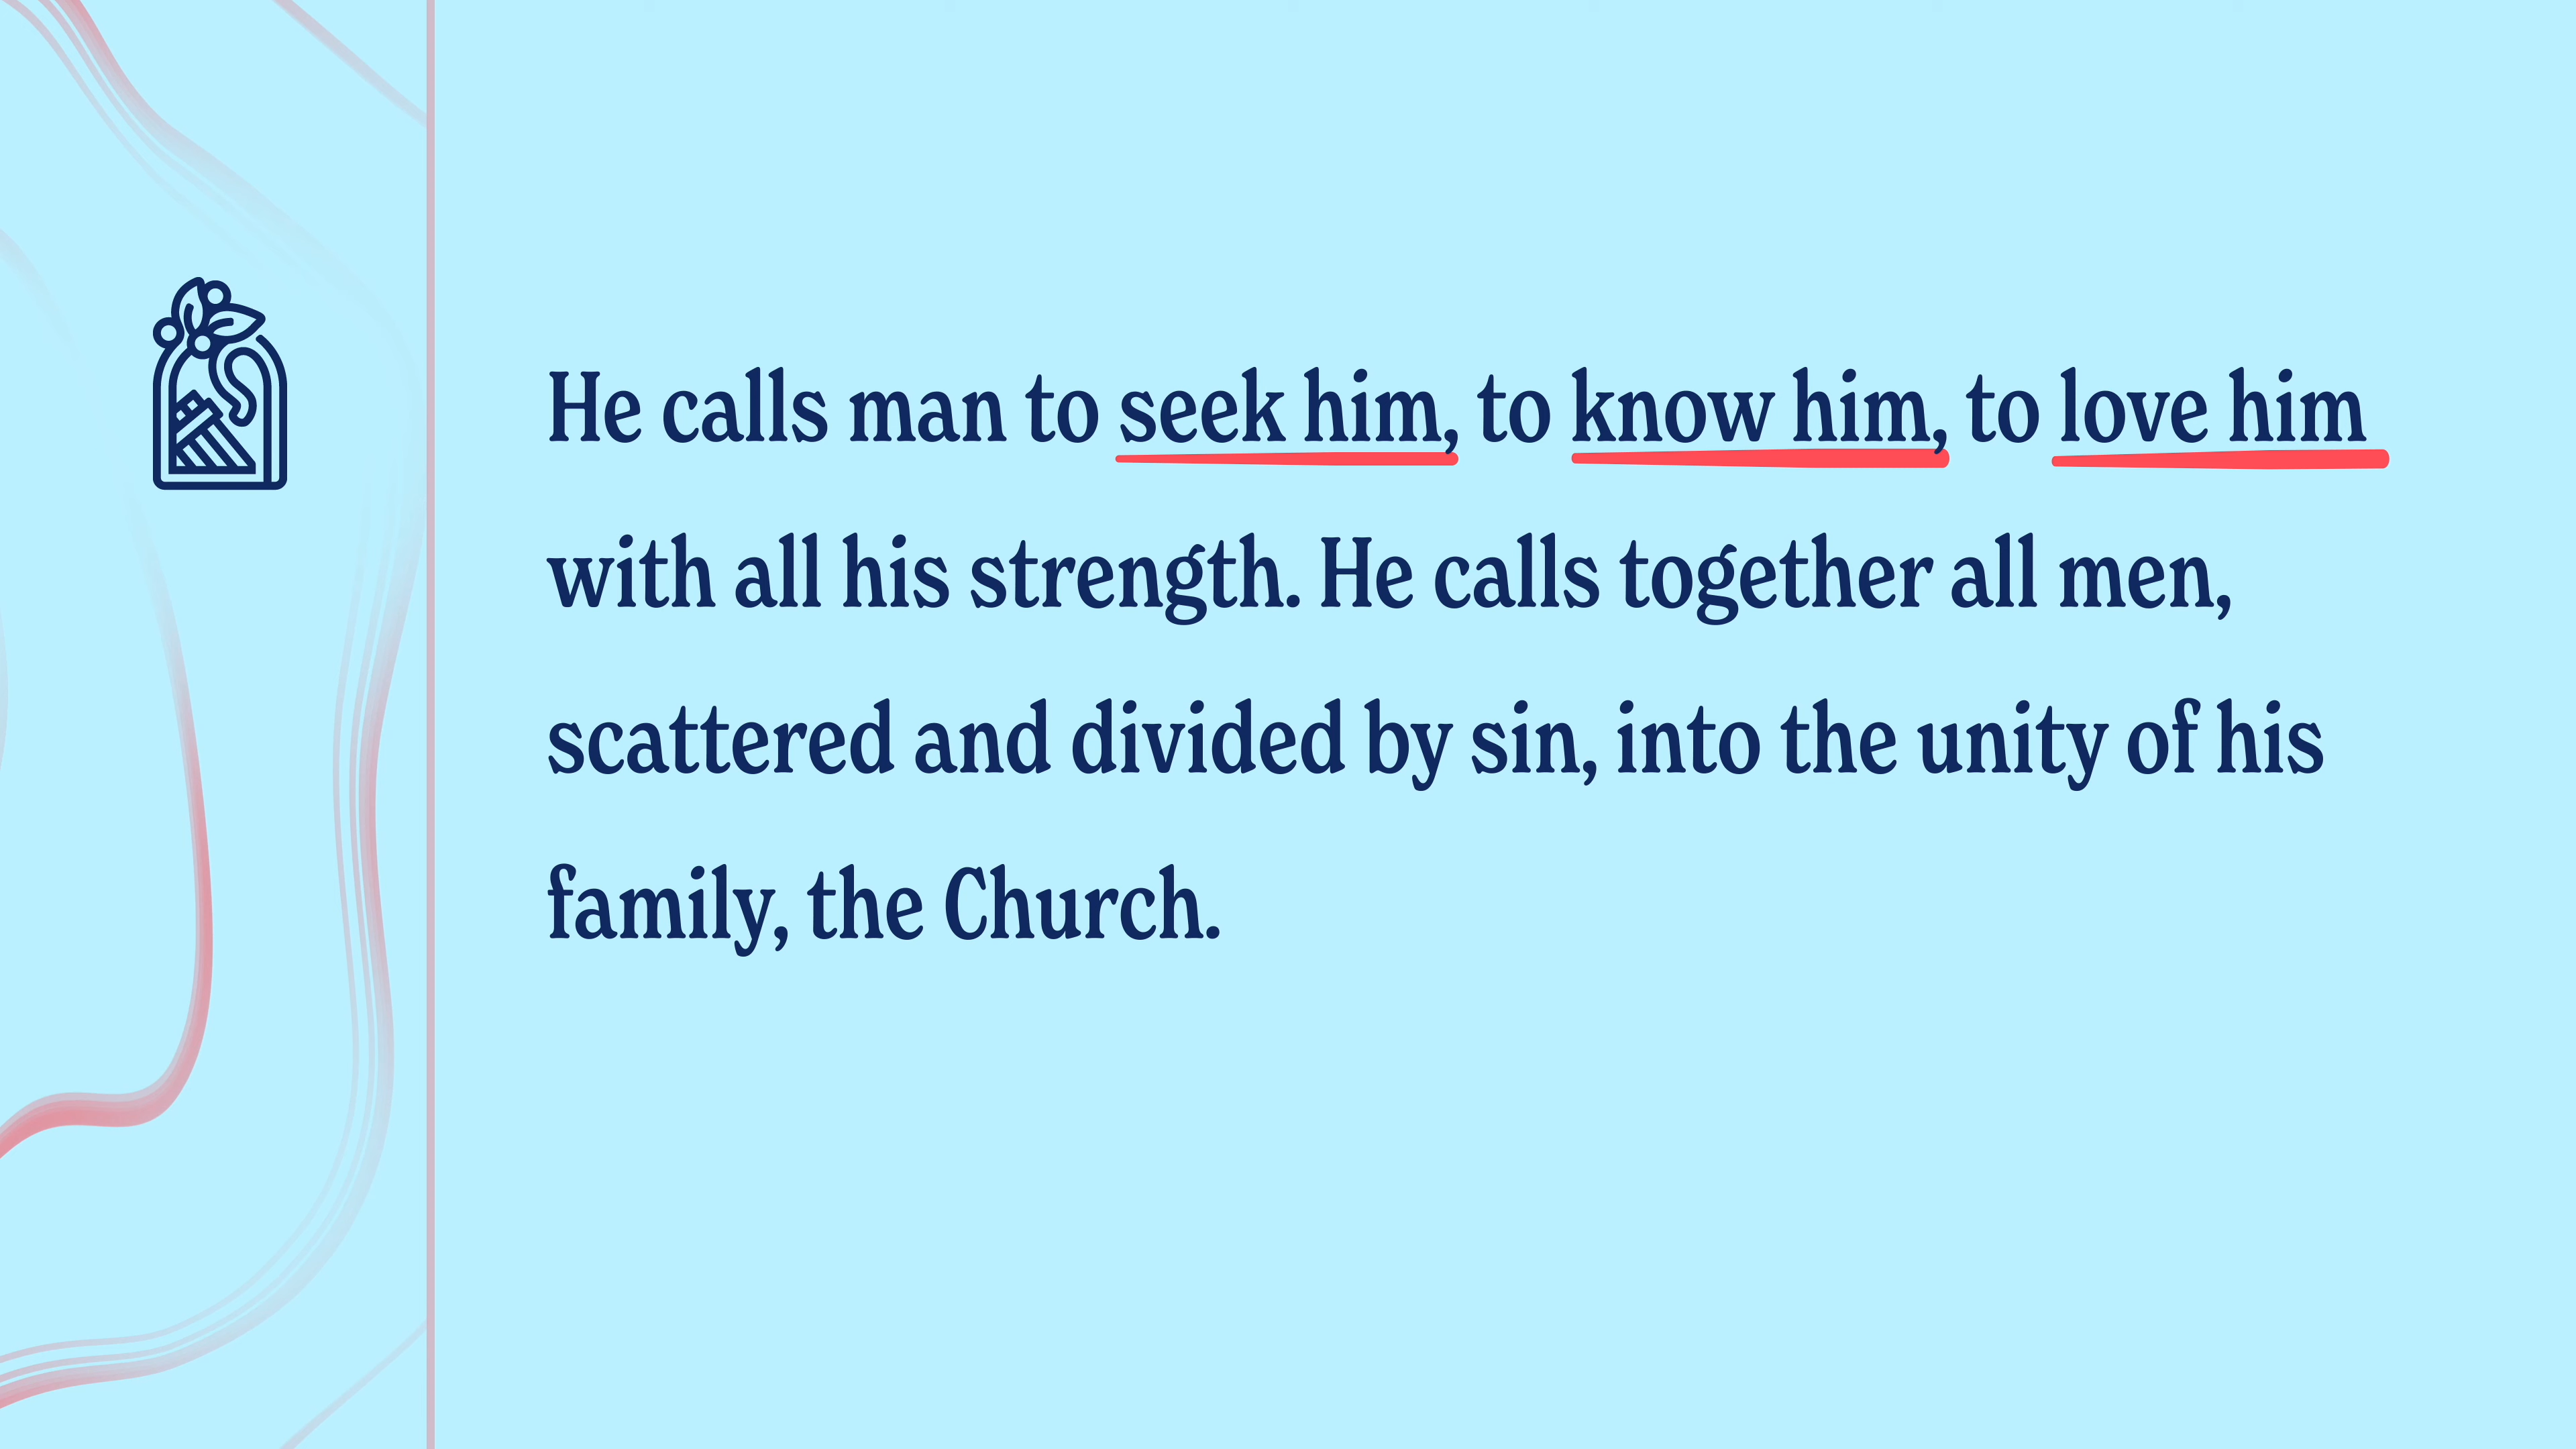 He calls man to seek him, to know him, to love him
with all his strength. He calls together all men,
scattered and divided by sin, into the unity of his
family, the Church.